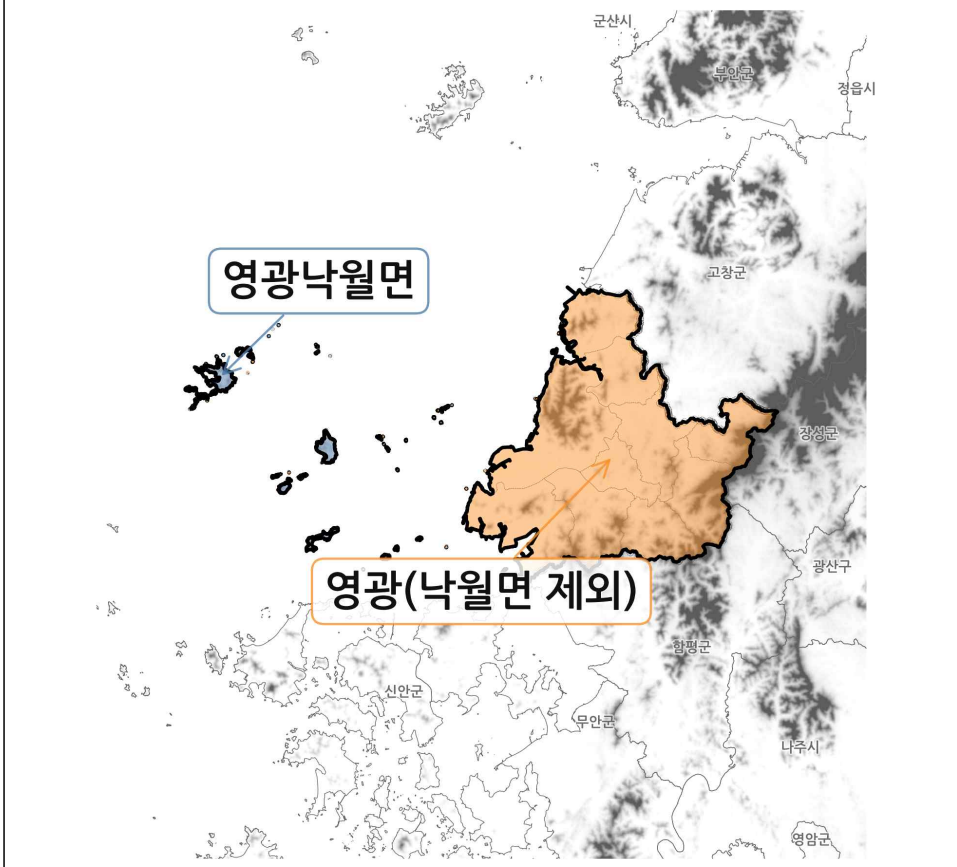 군산시
부안군
정읍시
영광낙월면
고창군
장성군
영광(낙월면 제외)
광산구
함평군
신안군
무안군
나주시
영암군